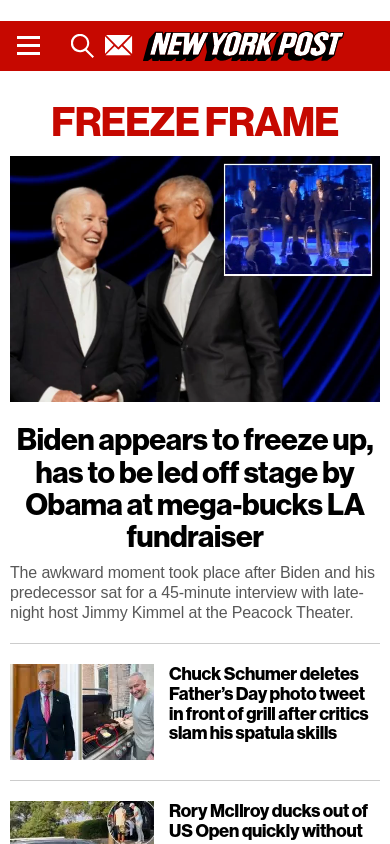 NEW YORK POST
FREEZE FRAME
Biden appears to freeze up,
has to be led off stage by
Obama at mega-bucks LA
fundraiser
The awkward moment took place after Biden and his
predecessor sat for a 45-minute interview with late-
night host Jimmy Kimmel at the Peacock Theater.
Chuck Schumer deletes
Father’s Day photo tweet
in front of grill after critics
slam his spatula skills
Rory McIlroy ducks out of
US Open quickly without